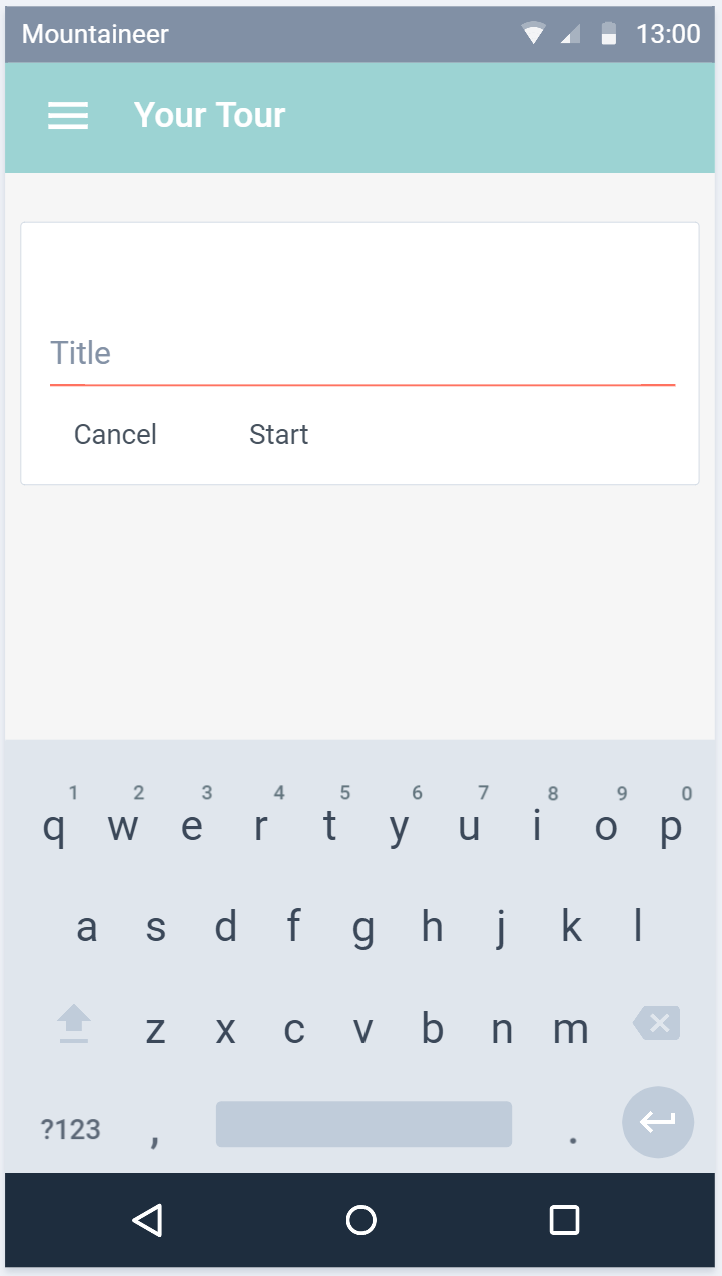 Mountaineer 13:00
Your Tour
Title
Cancel Start
1 2 3 4 5 6 7 8 9 0
q w e r t y u i o p
a s d f g h j k l
z x c v b n m
?123 , .